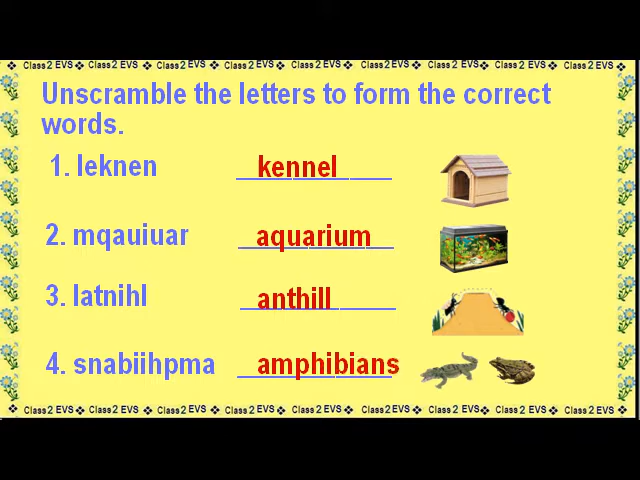 Class2 EVS ❖ Class2 EVS ❖ Class2 EVS ❖ Class2 EVS ❖ Class2 EVS ❖ Class2 EVS ❖ Class2 EVS ❖ Class2 EVS ❖ Class2 EVS
Unscramble the letters to form the correct
words.
1. leknen kennel
2. mqauiuar aquarium
3. latnihl anthill
4. snabiihpma amphibians
Class2 EVS ❖ Class2 EVS ❖ Class2 EVS ❖ Class2 EVS ❖ Class2 EVS ❖ Class2 EVS ❖ Class2 EVS ❖ Class2 EVS ❖ Class2 EVS